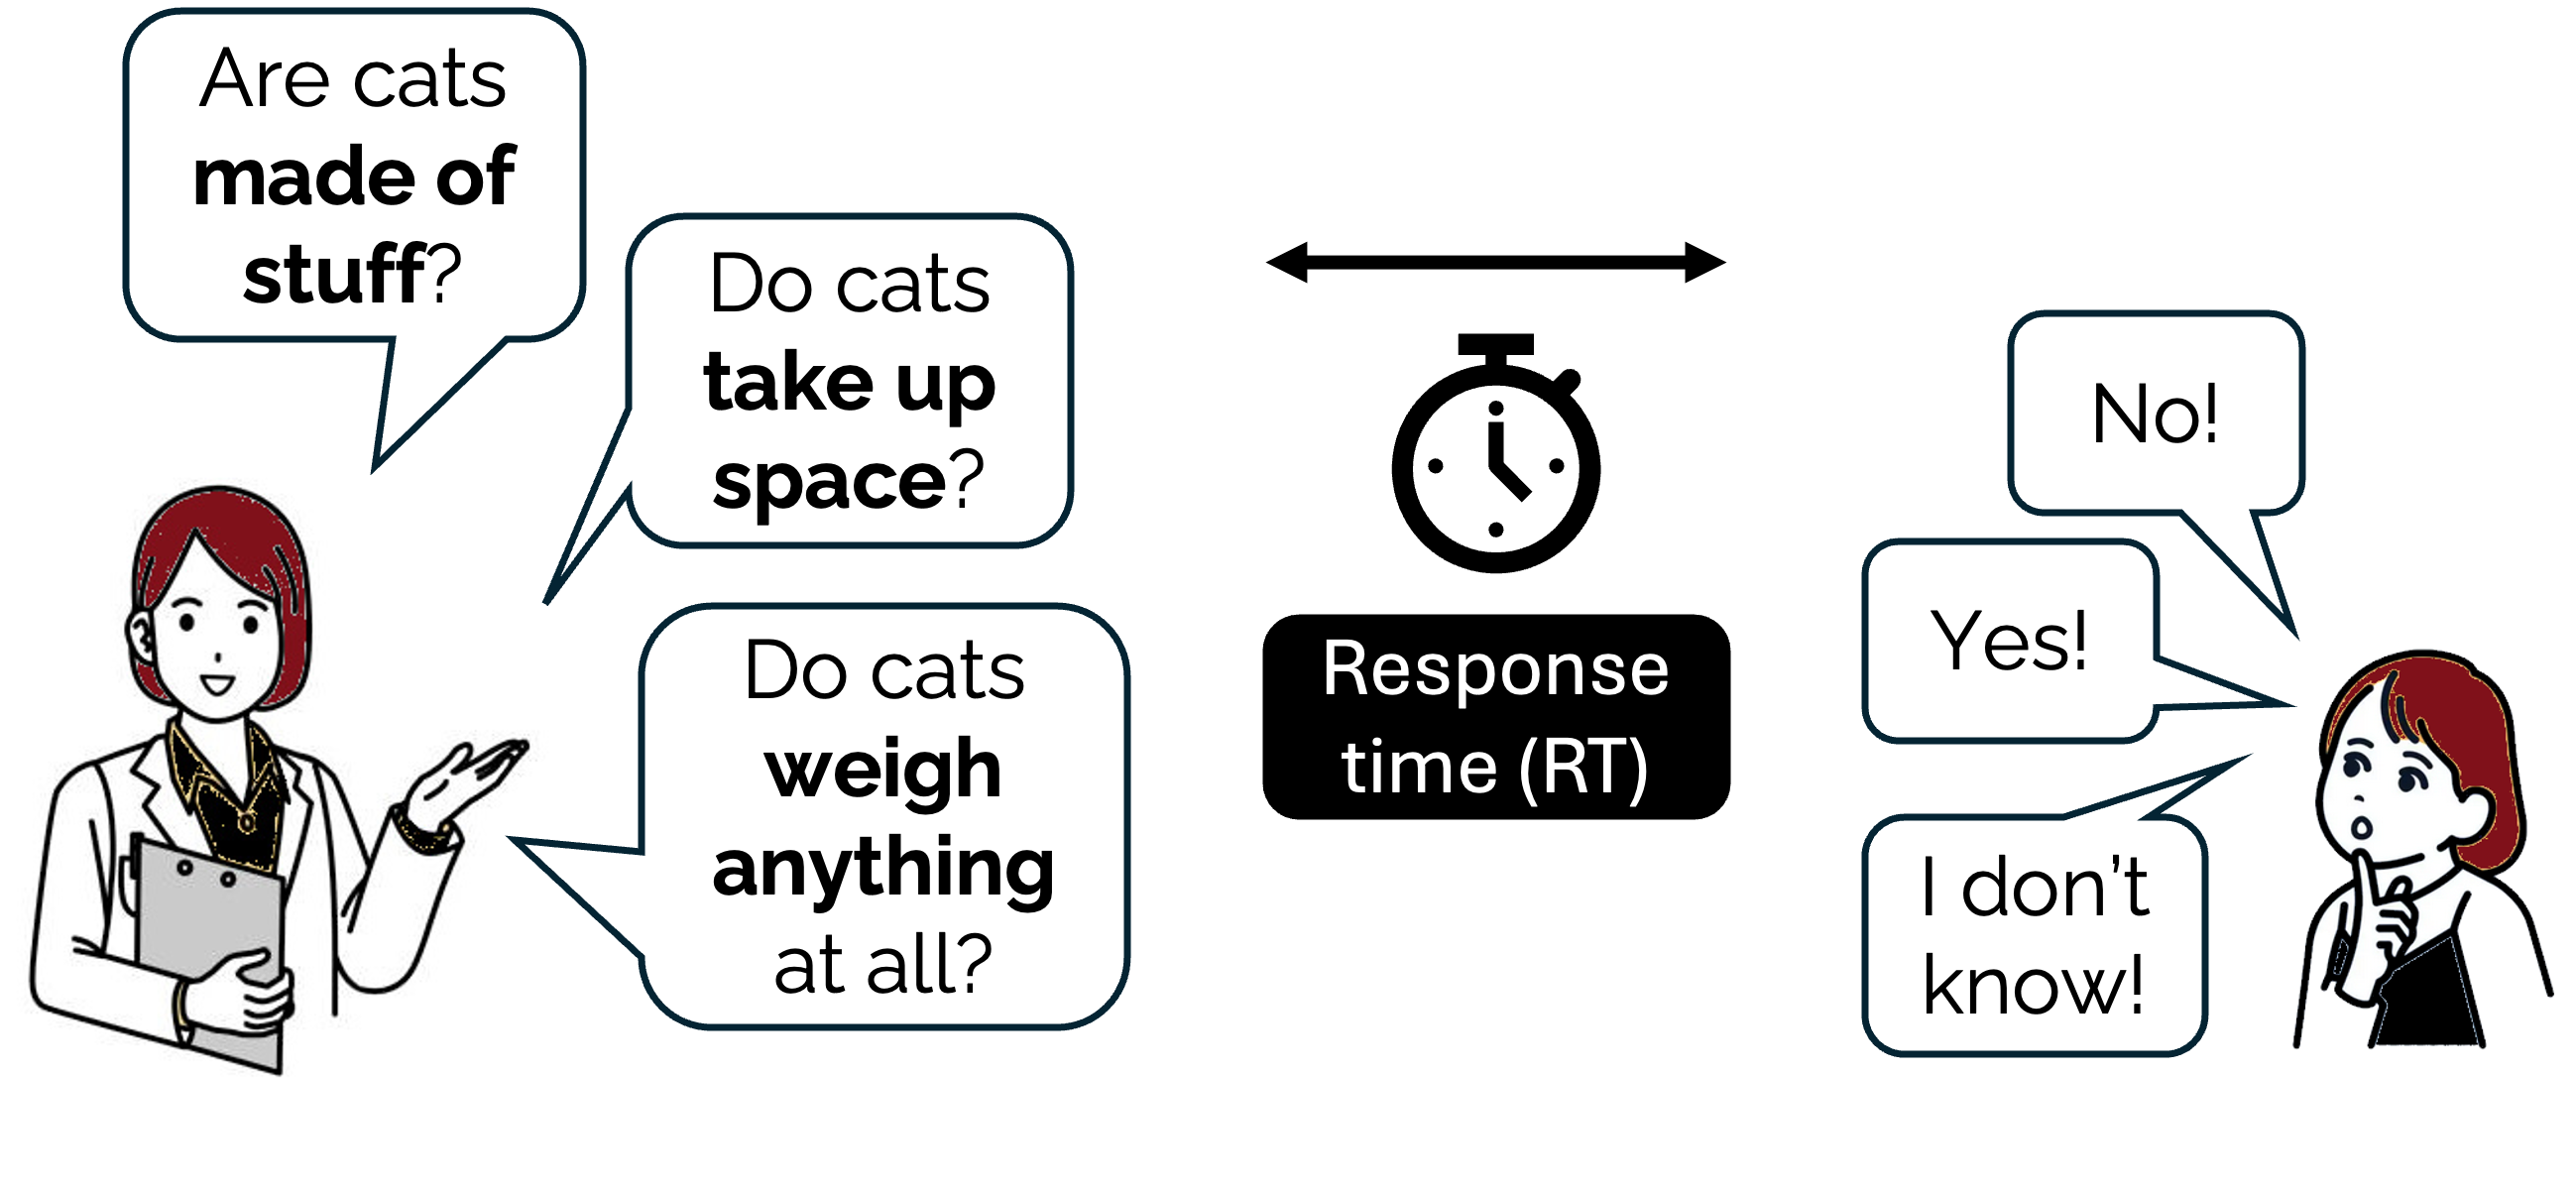 Are cats
made of
stuff?
Do cats
take up
space?
Do cats
weigh
anything
at all?
Response
time (RT)
No!
Yes!
I don't
know!